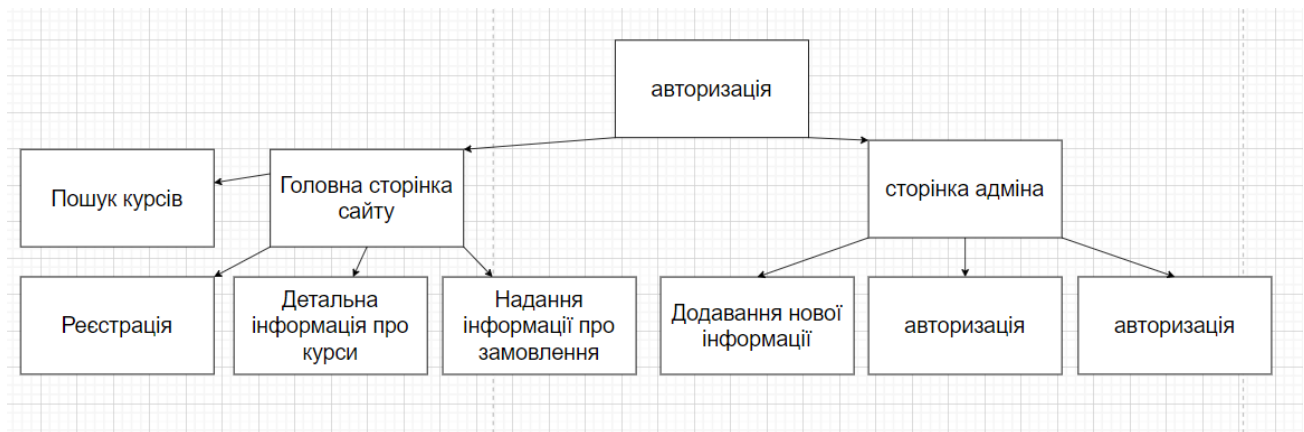 авторизація
Пошук курсів
Головна сторінка
сайту
сторінка адміна
Реєстрація
Детальна
інформація про
курси
Надання
інформації про
замовлення
Додавання нової
інформації
авторизація
авторизація